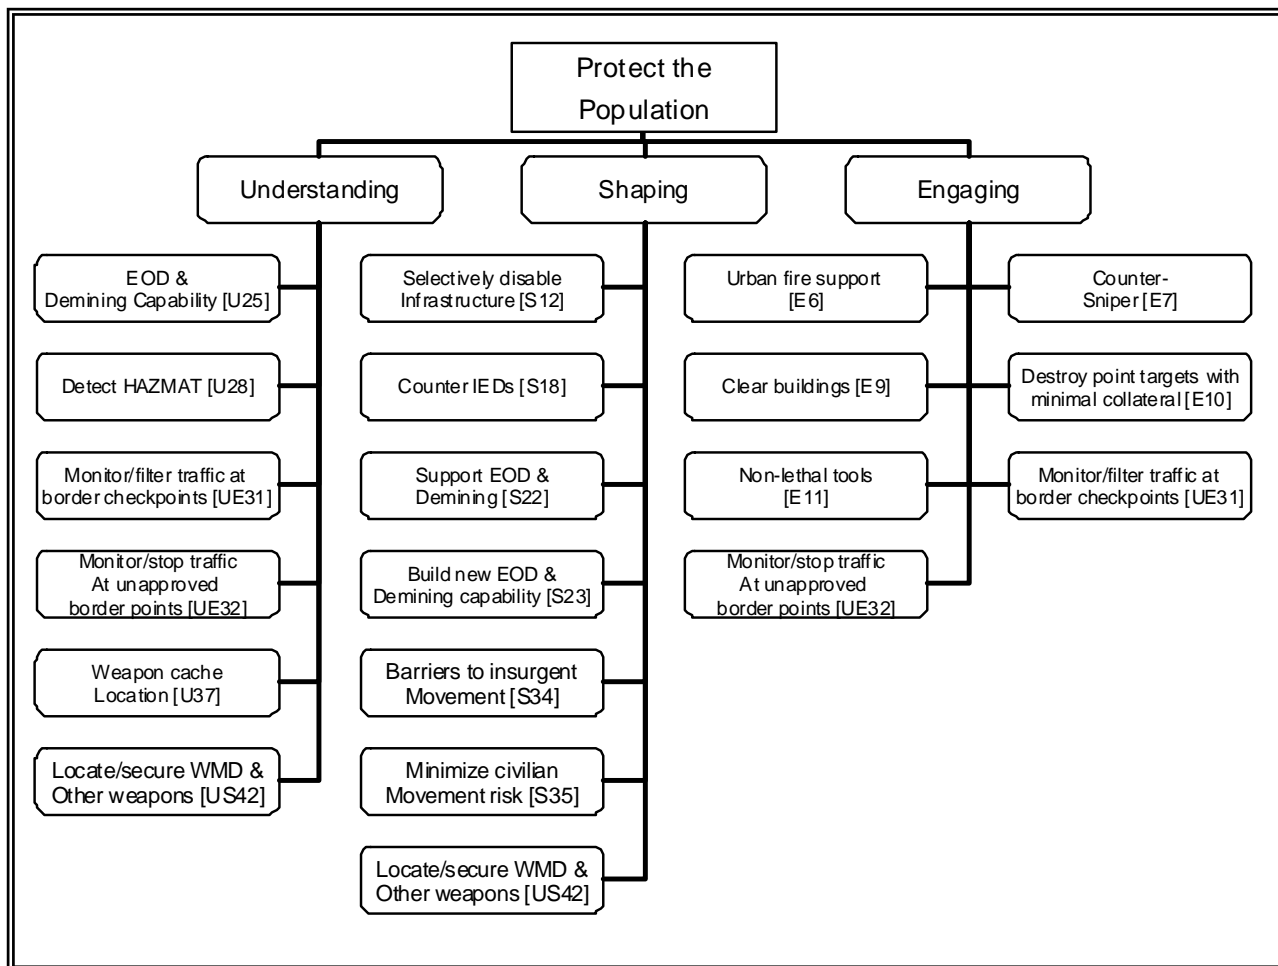 Protect the
Population
Understanding
Shaping
Engaging
EOD &
Demining Capability [U25]
Detect HAZMAT [U28]
Monitor/filter traffic at
border checkpoints [UE31]
Monitor/stop traffic
At unapproved
border points [UE32]
Weapon cache
Location [U37]
Locate/secure WMD &
Other weapons [US42]
Selectively disable
Infrastructure [S12]
Counter IEDs [S18]
Support EOD &
Demining [S22]
Build new EOD &
Demining capability [S23]
Barriers to insurgent
Movement [S34]
Minimize civilian
Movement risk [S35]
Locate/secure WMD &
Other weapons [US42]
Urban fire support
[E6]
Clear buildings [E9]
Non-lethal tools
[E11]
Monitor/stop traffic
At unapproved
border points [UE32]
Counter-
Sniper [E7]
Destroy point targets with
minimal collateral [E10]
Monitor/filter traffic at
border checkpoints [UE31]